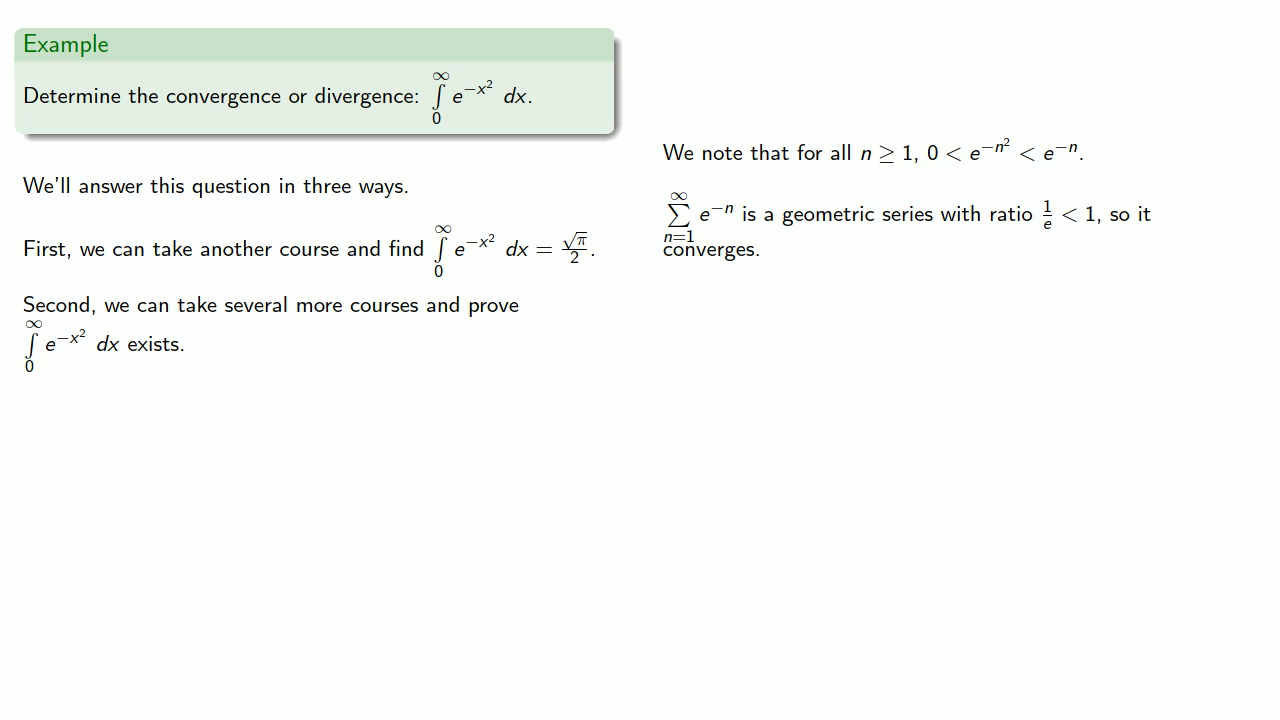 Example
Determine the convergence or divergence: ∫₀^∞ e^{−x²} dx.
We'll answer this question in three ways.
First, we can take another course and find ∫₀^∞ e^{−x²} dx = √π/2.
Second, we can take several more courses and prove
∫₀^∞ e^{−x²} dx exists.
We note that for all n ≥ 1, 0 < e^{−n²} < e^{−n}.
∑_{n=1}^∞ e^{−n} is a geometric series with ratio 1/e < 1, so it
converges.